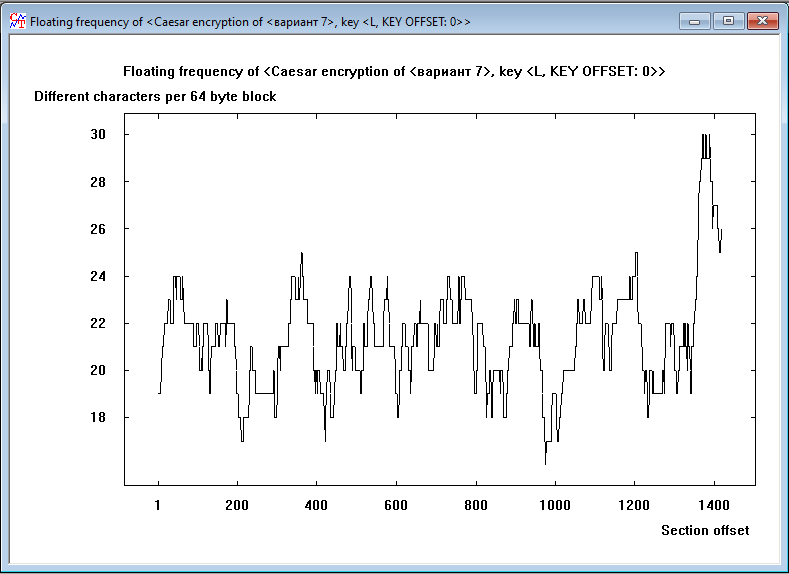 Floating frequency of <Caesar encryption of <вариант 7>, key <L, KEY OFFSET: 0>>
Floating frequency of <Caesar encryption of <вариант 7>, key <L, KEY OFFSET: 0>>
Different characters per 64 byte block
30
28
26
24
22
20
18
1 200 400 600 800 1000 1200 1400
Section offset